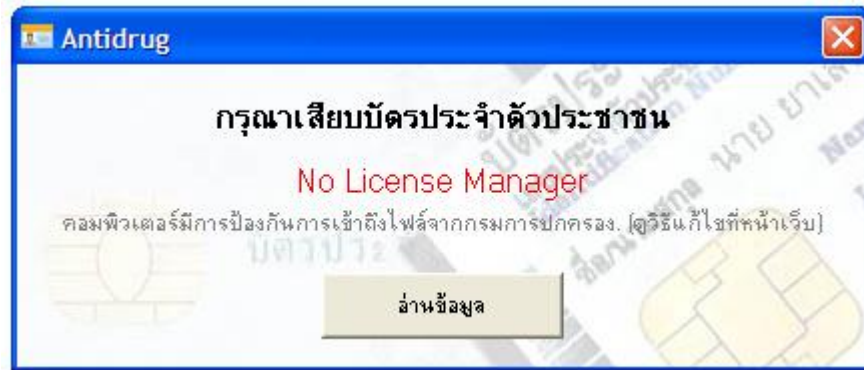 Antidrug
กรุณาเสียบบัตรประจำตัวประชาชน
No License Manager
คอมพิวเตอร์มีการป้องกันการเข้าถึงไฟล์จากกรมการปกครอง. (ดูวิธีแก้ไขที่หน้าเว็บ)
อ่านข้อมูล